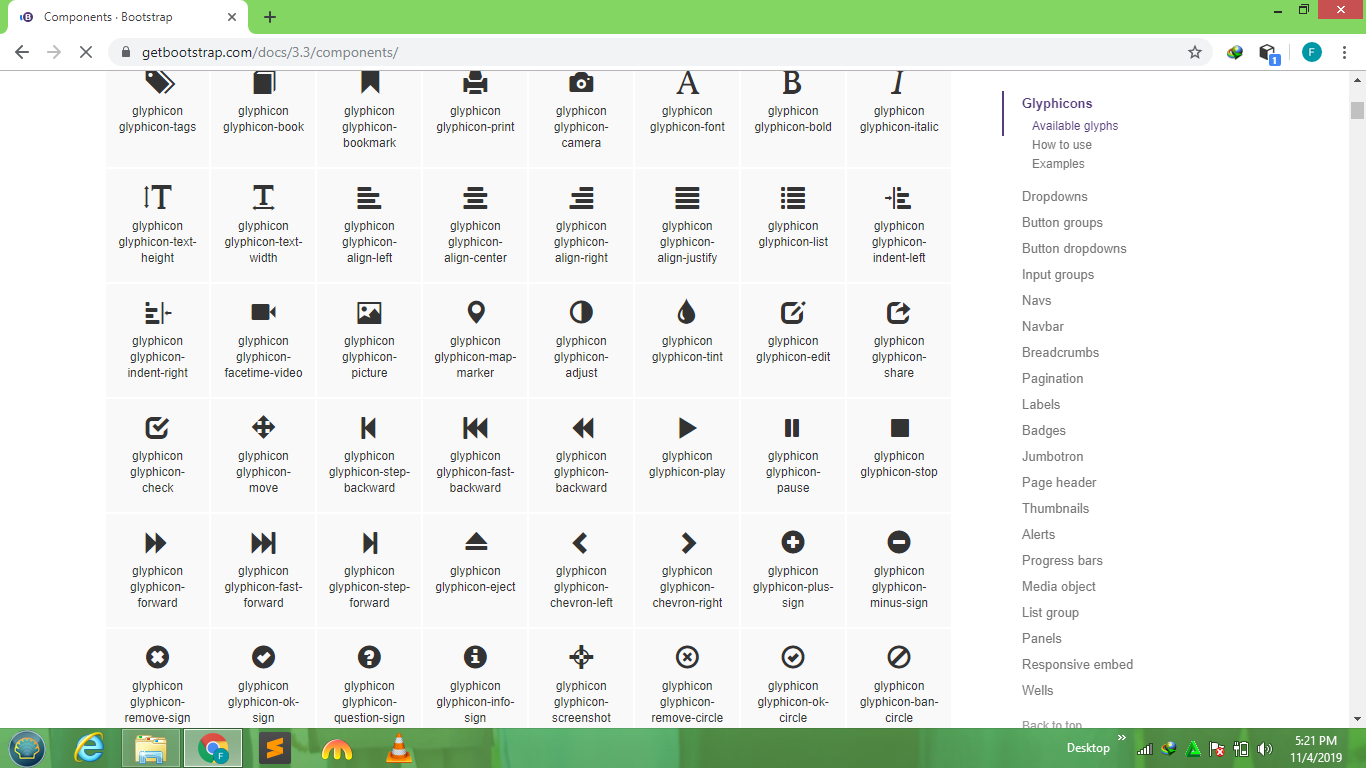 Components · Bootstrap
getbootstrap.com/docs/3.3/components/
1
F
glyphicon
glyphicon-tags
glyphicon
glyphicon-book
glyphicon
glyphicon-
bookmark
glyphicon
glyphicon-print
glyphicon
glyphicon-
camera
glyphicon
glyphicon-font
glyphicon
glyphicon-bold
glyphicon
glyphicon-italic
glyphicon
glyphicon-text-
height
glyphicon
glyphicon-text-
width
glyphicon
glyphicon-
align-left
glyphicon
glyphicon-
align-center
glyphicon
glyphicon-
align-right
glyphicon
glyphicon-
align-justify
glyphicon
glyphicon-list
glyphicon
glyphicon-
indent-left
glyphicon
glyphicon-
indent-right
glyphicon
glyphicon-
facetime-video
glyphicon
glyphicon-
picture
glyphicon
glyphicon-map-
marker
glyphicon
glyphicon-
adjust
glyphicon
glyphicon-tint
glyphicon
glyphicon-edit
glyphicon
glyphicon-
share
glyphicon
glyphicon-
check
glyphicon
glyphicon-
move
glyphicon
glyphicon-step-
backward
glyphicon
glyphicon-fast-
backward
glyphicon
glyphicon-
backward
glyphicon
glyphicon-play
glyphicon
glyphicon-
pause
glyphicon
glyphicon-stop
glyphicon
glyphicon-
forward
glyphicon
glyphicon-fast-
forward
glyphicon
glyphicon-step-
forward
glyphicon
glyphicon-eject
glyphicon
glyphicon-
chevron-left
glyphicon
glyphicon-
chevron-right
glyphicon
glyphicon-plus-
sign
glyphicon
glyphicon-
minus-sign
glyphicon
glyphicon-
remove-sign
glyphicon
glyphicon-ok-
sign
glyphicon
glyphicon-
question-sign
glyphicon
glyphicon-info-
sign
glyphicon
glyphicon-
screenshot
glyphicon
glyphicon-
remove-circle
glyphicon
glyphicon-ok-
circle
glyphicon
glyphicon-ban-
circle
Glyphicons
Available glyphs
How to use
Examples
Dropdowns
Button groups
Button dropdowns
Input groups
Navs
Navbar
Breadcrumbs
Pagination
Labels
Badges
Jumbotron
Page header
Thumbnails
Alerts
Progress bars
Media object
List group
Panels
Responsive embed
Wells
Back to top
Desktop
5:21 PM
11/4/2019